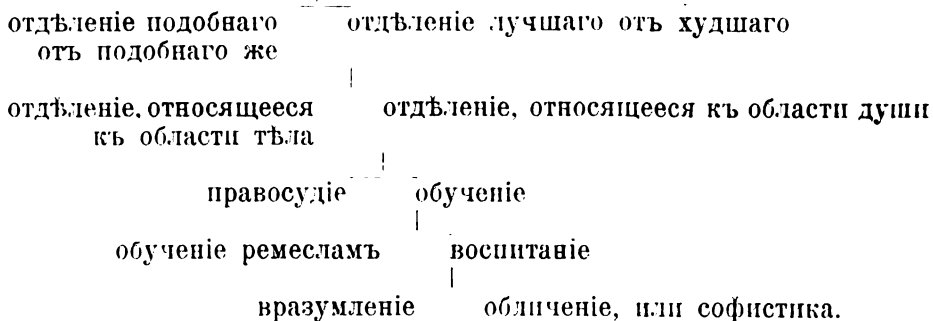 отдѣленіе подобнаго отдѣленіе лучшаго отъ худшаго
отъ подобнаго же
отдѣленіе, относящееся отдѣленіе, относящееся къ области души
къ области тѣла
правосудіе обученіе
обученіе ремесламъ воспитаніе
вразумленіе обличеніе, или софистика.